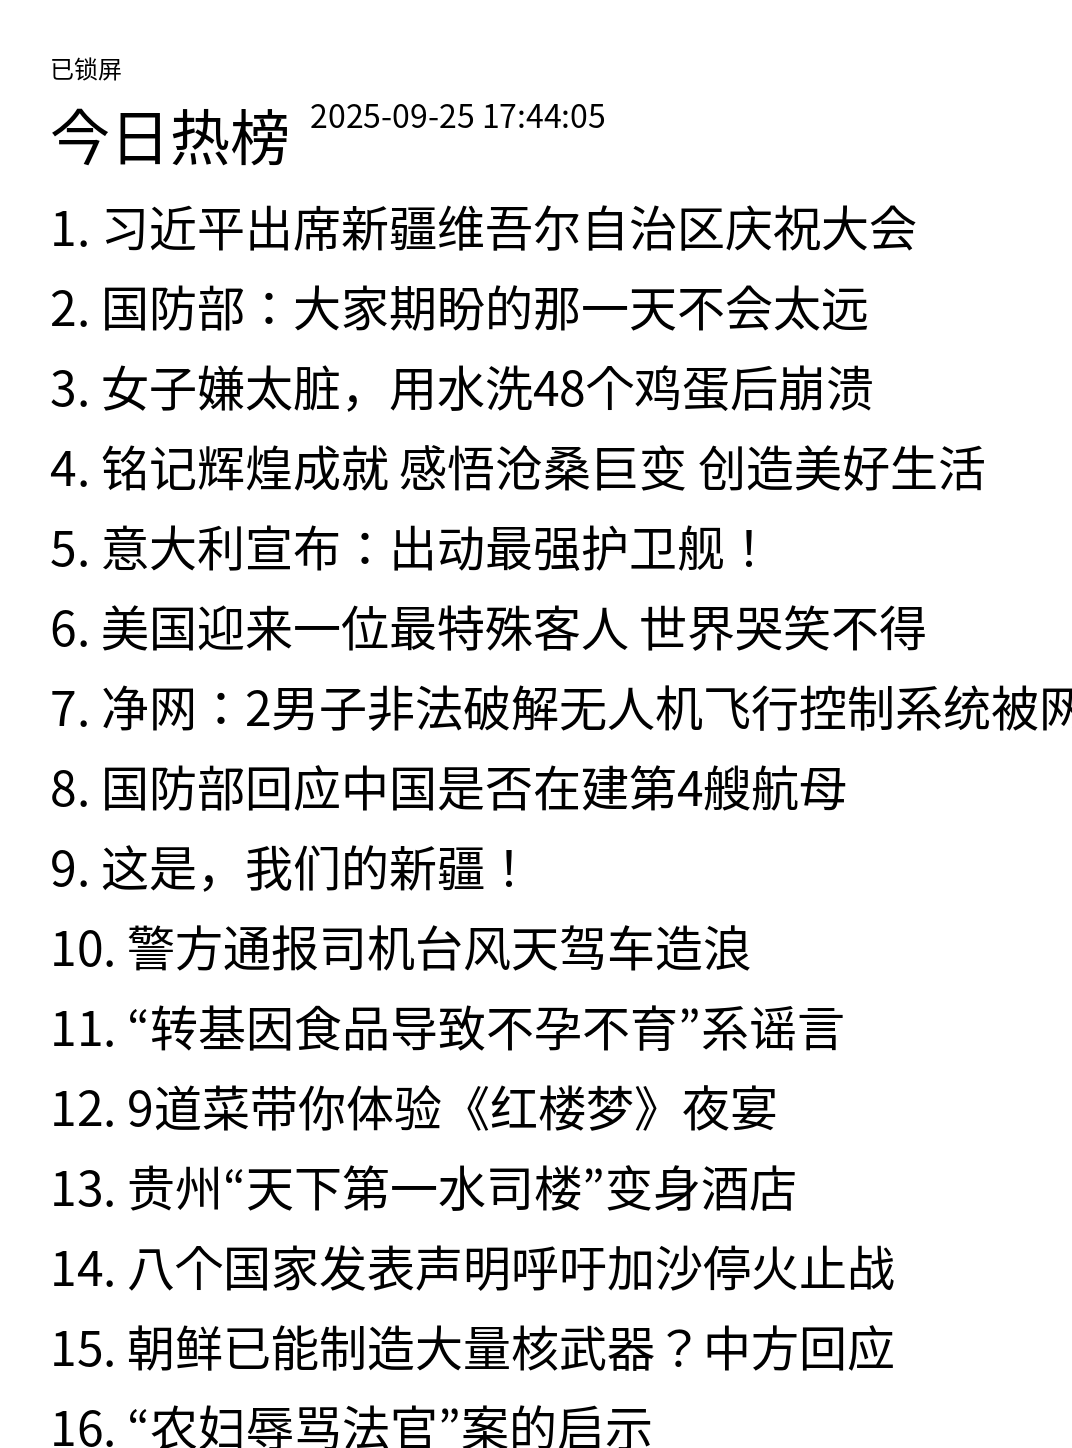 已锁屏
今日热榜 2025-09-25 17:44:05
1. 习近平出席新疆维吾尔自治区庆祝大会
2. 国防部：大家期盼的那一天不会太远
3. 女子嫌太脏，用水洗48个鸡蛋后崩溃
4. 铭记辉煌成就 感悟沧桑巨变 创造美好生活
5. 意大利宣布：出动最强护卫舰！
6. 美国迎来一位最特殊客人 世界哭笑不得
7. 净网：2男子非法破解无人机飞行控制系统被网
8. 国防部回应中国是否在建第4艘航母
9. 这是，我们的新疆！
10. 警方通报司机台风天驾车造浪
11. “转基因食品导致不孕不育”系谣言
12. 9道菜带你体验《红楼梦》夜宴
13. 贵州“天下第一水司楼”变身酒店
14. 八个国家发表声明呼吁加沙停火止战
15. 朝鲜已能制造大量核武器？中方回应
16. “农妇辱骂法官”案的启示